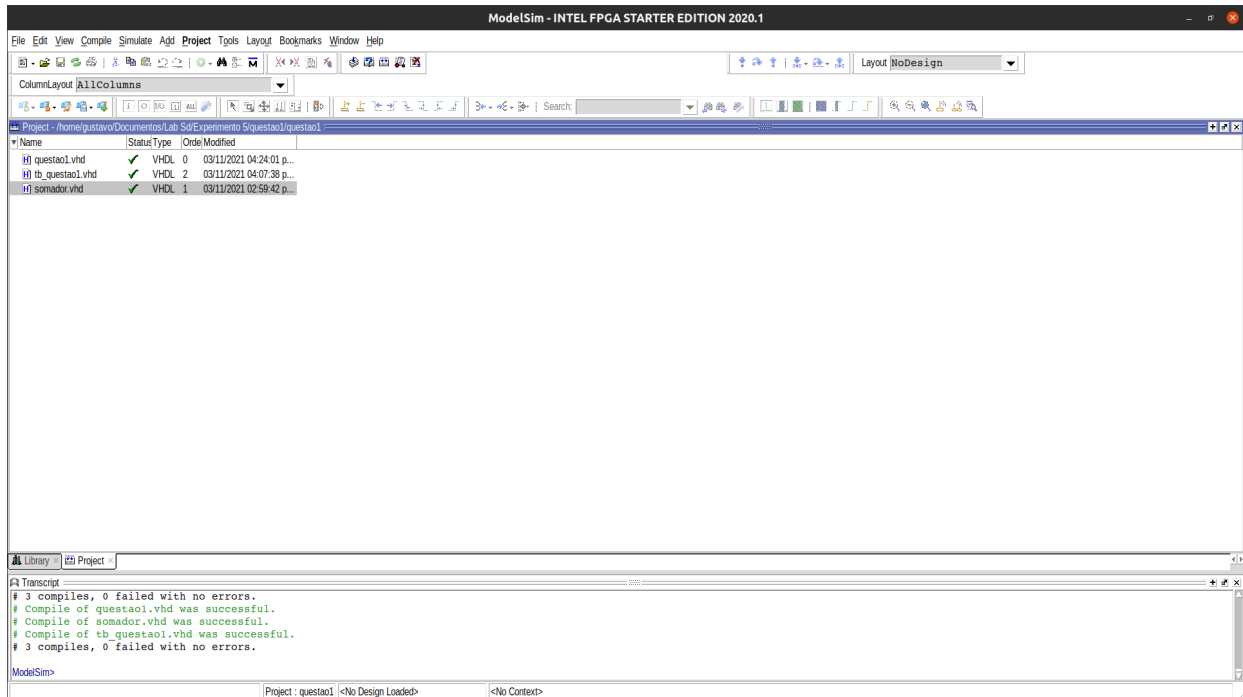 ModelSim - INTEL FPGA STARTER EDITION 2020.1
File Edit View Compile Simulate Add Project Tools Layout Bookmarks Window Help
Layout NoDesign
ColumnLayout AllColumns
Search:
Project - /home/gustavo/Documentos/Lab Sd/Experimento 5/questao1/questao1
Name Status Type Orde Modified
questao1.vhd VHDL 0 03/11/2021 04:24:01 p...
tb_questao1.vhd VHDL 2 03/11/2021 04:07:38 p...
somador.vhd VHDL 1 03/11/2021 02:59:42 p...
Library Project
Transcript
# 3 compiles, 0 failed with no errors.
# Compile of questao1.vhd was successful.
# Compile of somador.vhd was successful.
# Compile of tb_questao1.vhd was successful.
# 3 compiles, 0 failed with no errors.
ModelSim>
Project : questao1 <No Design Loaded> <No Context>